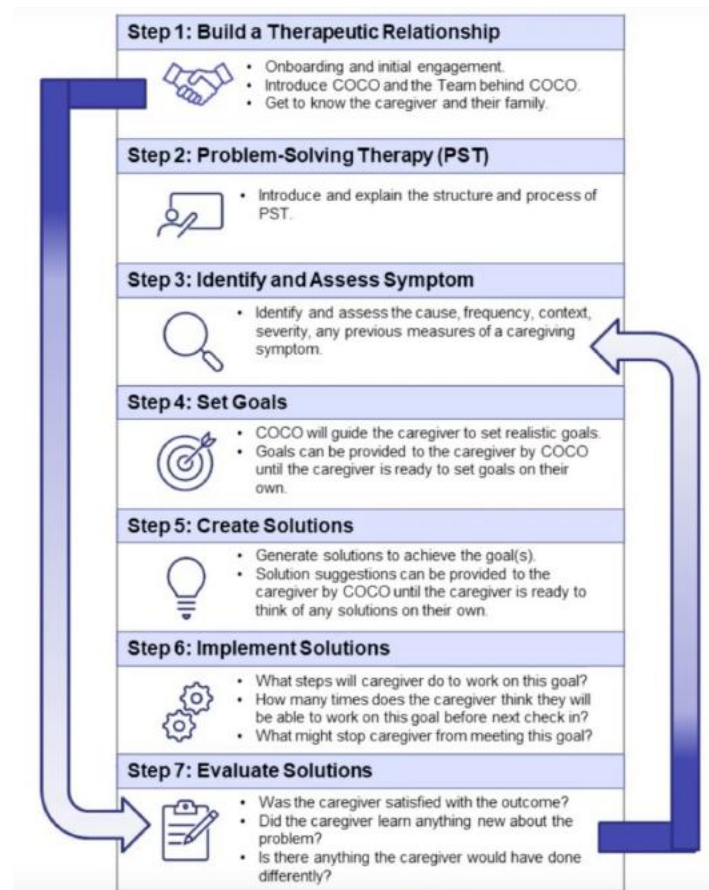 Step 1: Build a Therapeutic Relationship
• Onboarding and initial engagement.
• Introduce COCO and the Team behind COCO.
• Get to know the caregiver and their family.
Step 2: Problem-Solving Therapy (PST)
• Introduce and explain the structure and process of
PST.
Step 3: Identify and Assess Symptom
• Identify and assess the cause, frequency, context,
severity, any previous measures of a caregiving
symptom.
Step 4: Set Goals
• COCO will guide the caregiver to set realistic goals.
• Goals can be provided to the caregiver by COCO
until the caregiver is ready to set goals on their
own.
Step 5: Create Solutions
• Generate solutions to achieve the goal(s).
• Solution suggestions can be provided to the
caregiver by COCO until the caregiver is ready to
think of any solutions on their own.
Step 6: Implement Solutions
• What steps will caregiver do to work on this goal?
• How many times does the caregiver think they will
be able to work on this goal before next check in?
• What might stop caregiver from meeting this goal?
Step 7: Evaluate Solutions
• Was the caregiver satisfied with the outcome?
• Did the caregiver learn anything new about the
problem?
• Is there anything the caregiver would have done
differently?